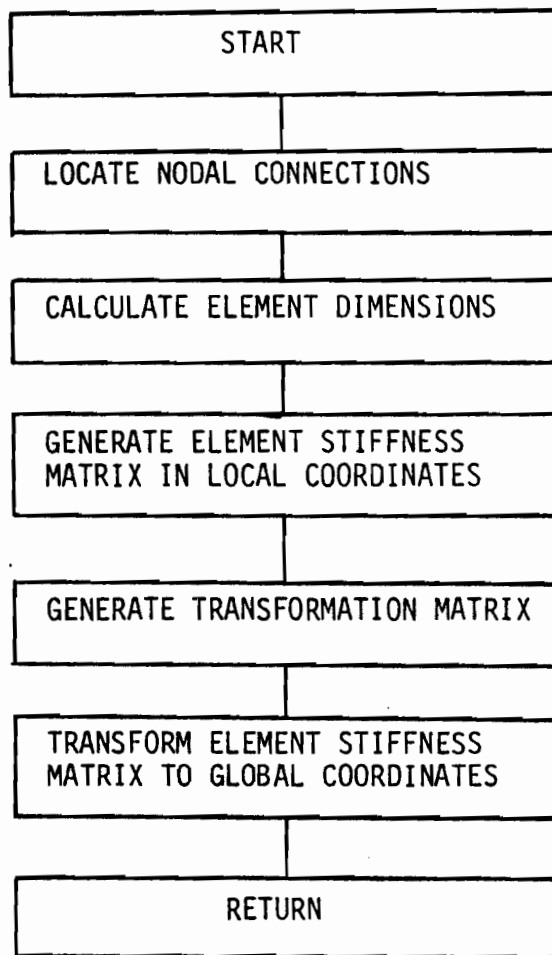 START
LOCATE NODAL CONNECTIONS
CALCULATE ELEMENT DIMENSIONS
GENERATE ELEMENT STIFFNESS
MATRIX IN LOCAL COORDINATES
GENERATE TRANSFORMATION MATRIX
TRANSFORM ELEMENT STIFFNESS
MATRIX TO GLOBAL COORDINATES
RETURN